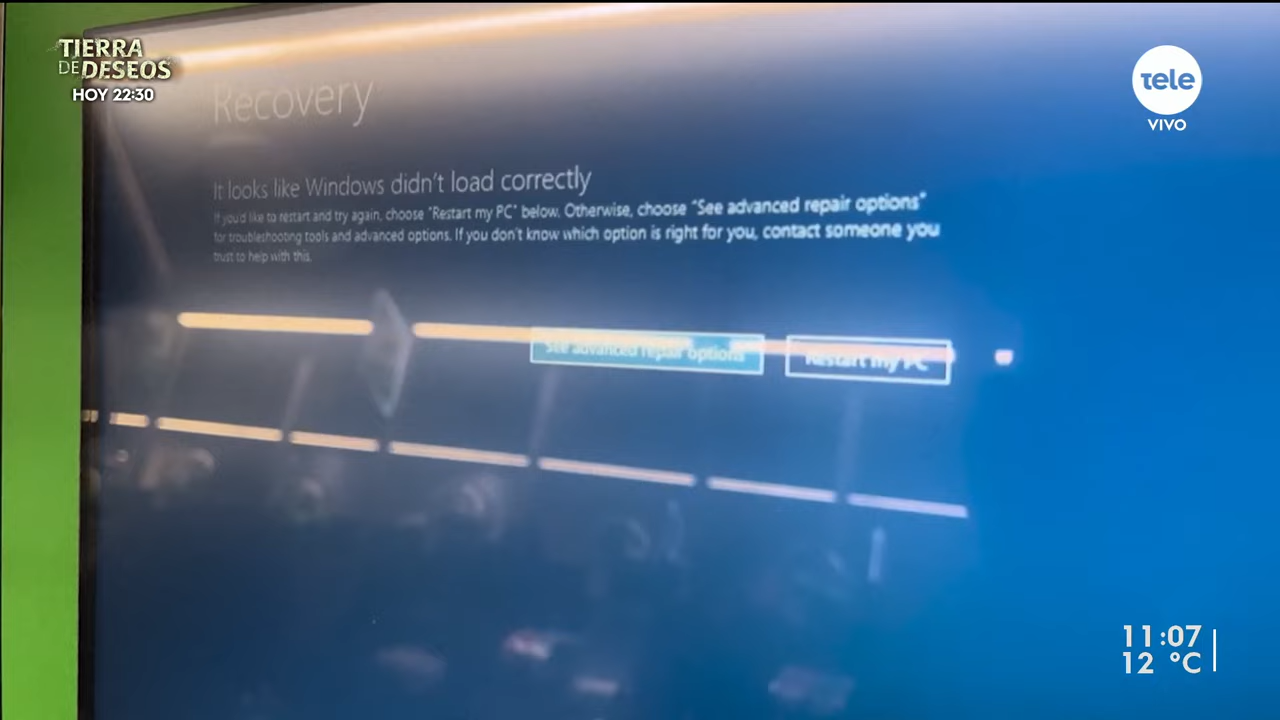 TIERRA
DE DESEOS
HOY 22:30
tele
VIVO
Recovery
It looks like Windows didn't load correctly
If you'd like to restart and try again, choose "Restart my PC" below. Otherwise, choose "See advanced repair options"
for troubleshooting tools and advanced options. If you don't know which option is right for you, contact someone you
trust to help with this.
See advanced repair options
Restart my PC
11:07
12 °C